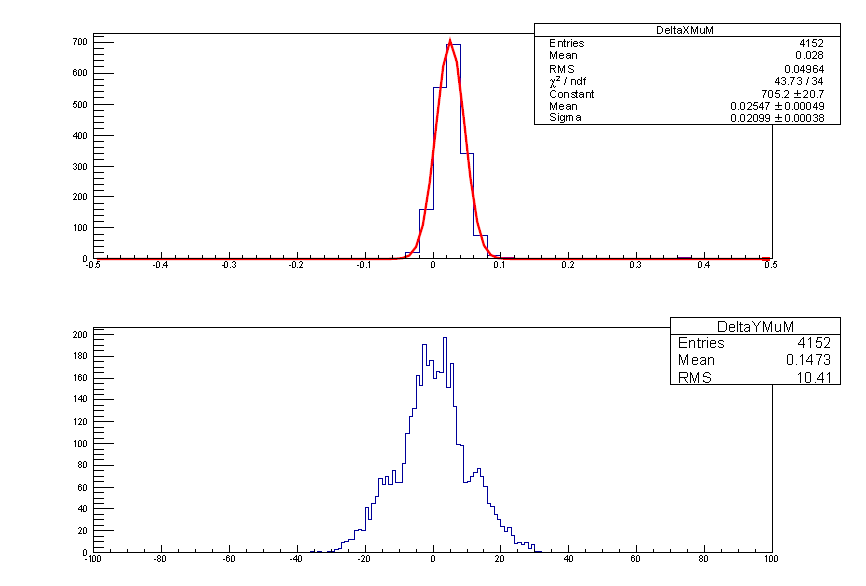 DeltaXMuM
Entries 4152
Mean 0.028
RMS 0.04964
χ² / ndf 43.73 / 34
Constant 705.2 ± 20.7
Mean 0.02547 ± 0.00049
Sigma 0.02099 ± 0.00038
700
600
500
400
300
200
100
0
-0.5 -0.4 -0.3 -0.2 -0.1 0 0.1 0.2 0.3 0.4 0.5
DeltaYMuM
Entries 4152
Mean 0.1473
RMS 10.41
200
180
160
140
120
100
80
60
40
20
0
-100 -80 -60 -40 -20 0 20 40 60 80 100